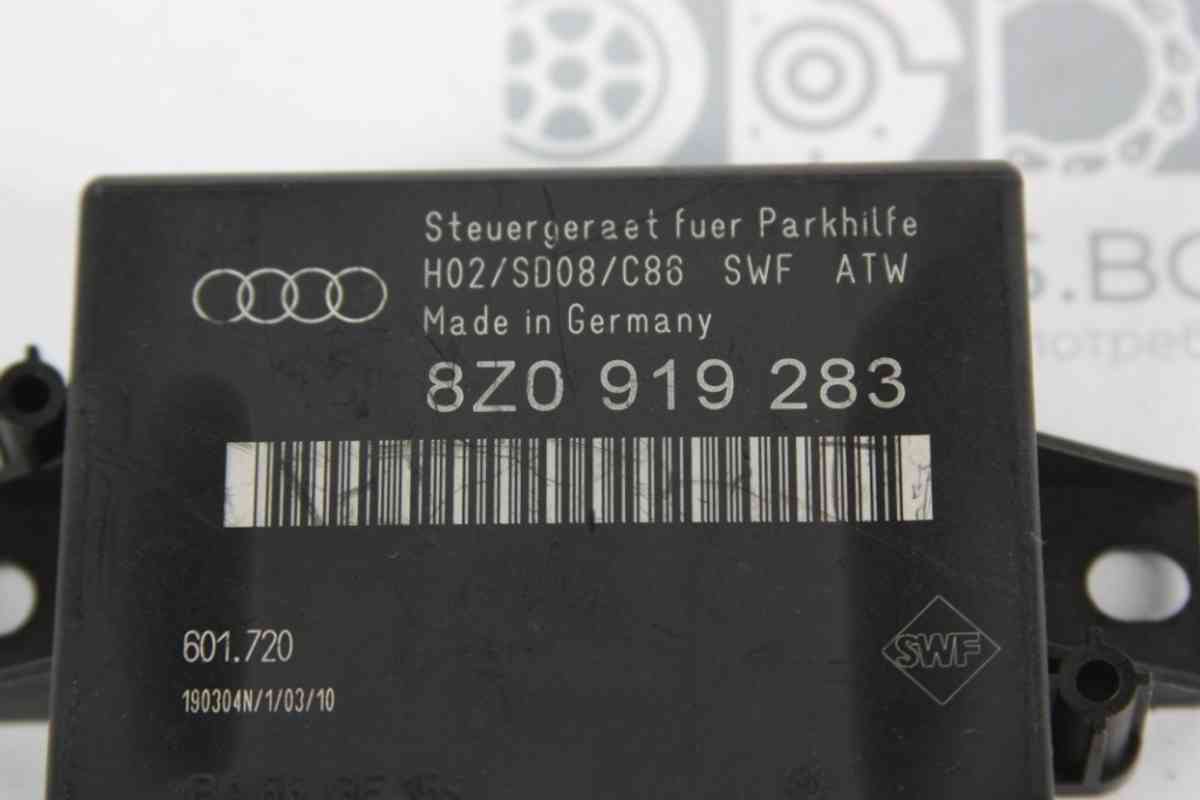 Steuergeraet fuer Parkhilfe
H02/SD08/C86 SWF ATW
Made in Germany
8Z0 919 283
601.720
190304N/1/03/10
SWF